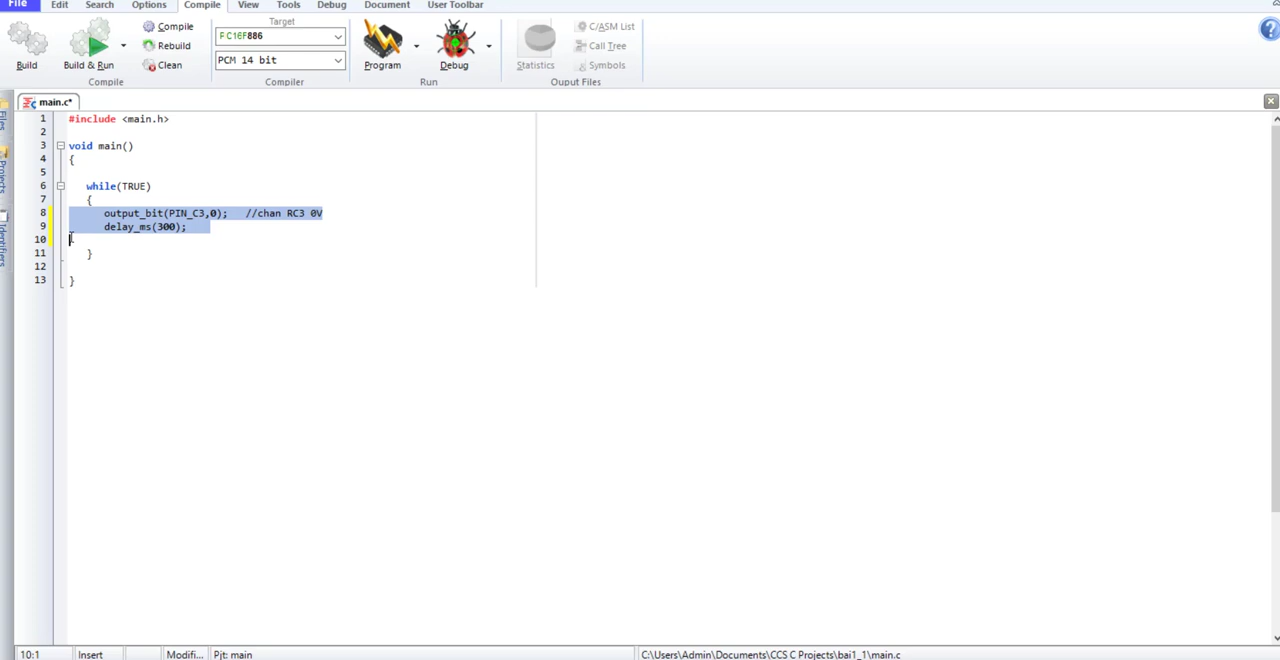 File Edit Search Options Compile View Tools Debug Document User Toolbar
Build
Build & Run
Compile
Rebuild
Clean
Compile
Target
PIC16F886
PCM 14 bit
Compiler
Program
Debug
Run
Statistics
C/ASM List
Call Tree
Symbols
Ouput Files
Files
Projects
Identifiers
main.c*
1 #include <main.h>
2
3 void main()
4 {
5
6 while(TRUE)
7 {
8 output_bit(PIN_C3,0); //chan RC3 0V
9 delay_ms(300);
10
11 }
12
13 }
10:1 Insert Modifi... Pjt: main C:\Users\Admin\Documents\CCS C Projects\bai1_1\main.c